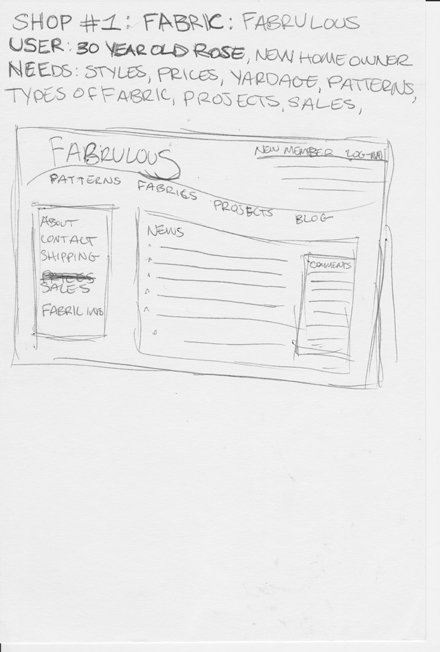 SHOP #1: FABRIC: FABRULOUS
USER: 30 YEAR OLD ROSE, NEW HOME OWNER
NEEDS: STYLES, PRICES, YARDAGE, PATTERNS,
TYPES OF FABRIC, PROJECTS, SALES,
FABRULOUS
NEW MEMBER LOG-IN
PATTERNS FABRICS PROJECTS BLOG
ABOUT
CONTACT
SHIPPING
SALES
FABRIC INFO
NEWS
COMMENTS